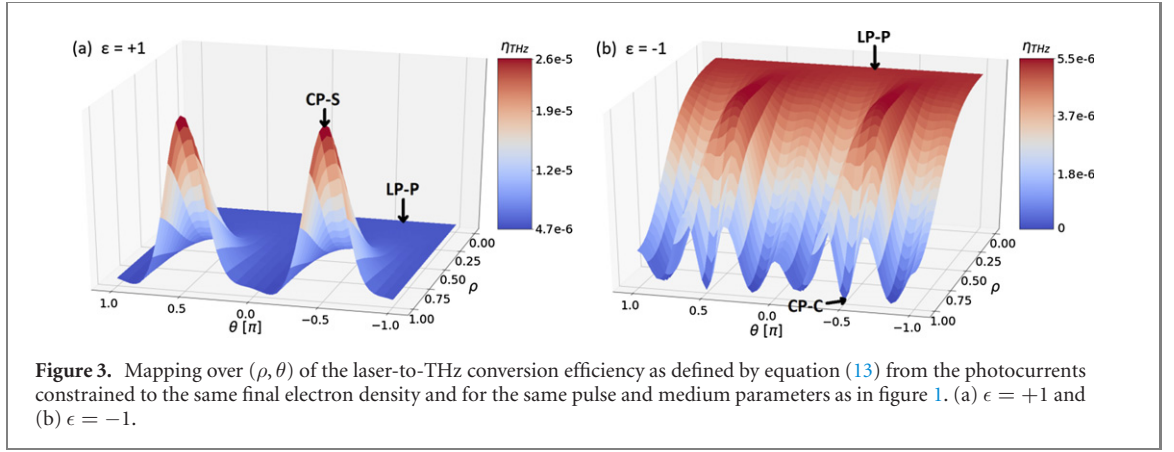 (a) ε = +1
η_THz
2.6e-5
1.9e-5
1.2e-5
4.7e-6
CP-S
LP-P
0.00
0.25
0.50
0.75
1.00
ρ
1.0
0.5
0.0
−0.5
−1.0
θ [π]
(b) ε = -1
LP-P
η_THz
5.5e-6
3.7e-6
1.8e-6
0
0.00
0.25
0.50
0.75
1.00
ρ
CP-C
1.0
0.5
0.0
−0.5
−1.0
θ [π]
Figure 3. Mapping over (ρ, θ) of the laser-to-THz conversion efficiency as defined by equation (13) from the photocurrents
constrained to the same final electron density and for the same pulse and medium parameters as in figure 1. (a) ϵ = +1 and
(b) ϵ = −1.